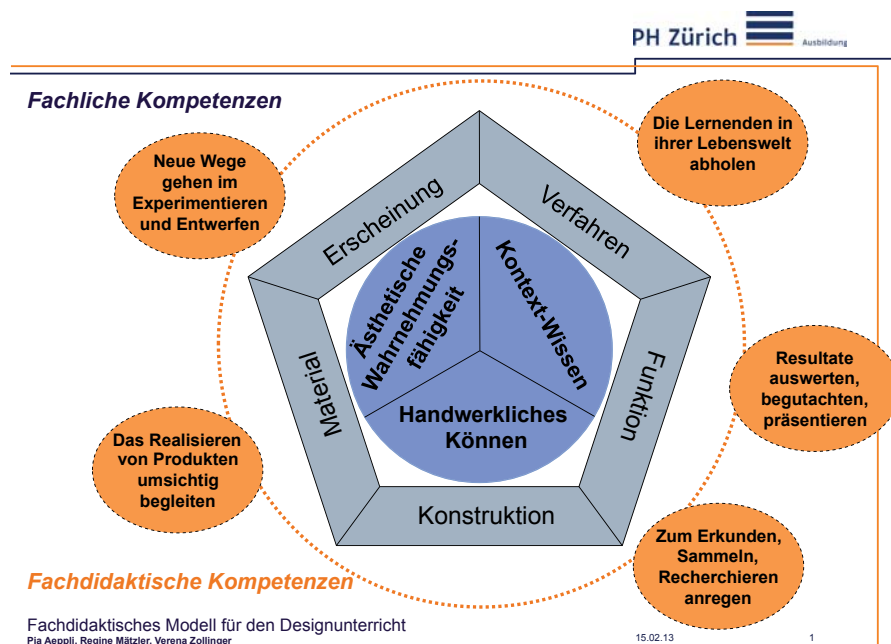 PH Zürich
Ausbildung
Fachliche Kompetenzen
Neue Wege
gehen im
Experimentieren
und Entwerfen
Die Lernenden in
ihrer Lebenswelt
abholen
Erscheinung
Verfahren
Ästhetische
Wahrnehmungs-
fähigkeit
Kontext-Wissen
Material
Funktion
Resultate
auswerten,
begutachten,
präsentieren
Handwerkliches
Können
Das Realisieren
von Produkten
umsichtig
begleiten
Konstruktion
Zum Erkunden,
Sammeln,
Recherchieren
anregen
Fachdidaktische Kompetenzen
Fachdidaktisches Modell für den Designunterricht
Pia Aeppli, Regine Mätzler, Verena Zollinger
15.02.13
1